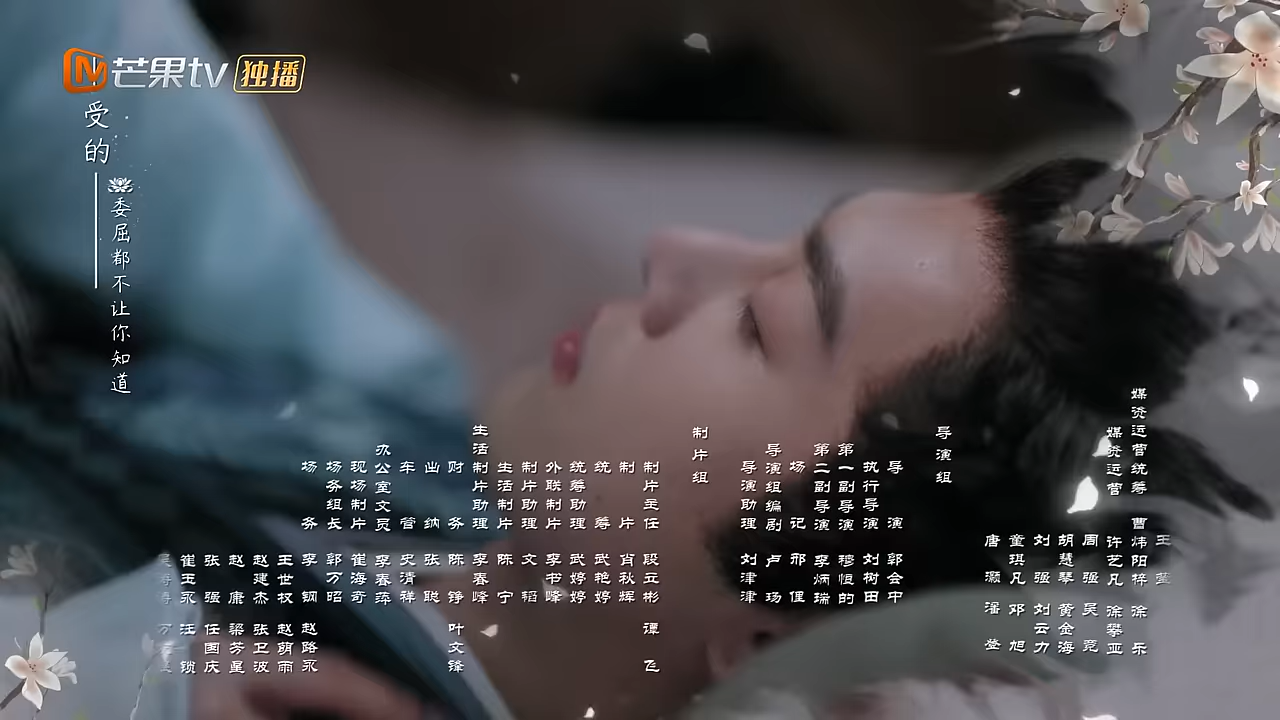 芒果tv 独播
受的
委屈都不让你知道
媒资运营统筹 曹炜阳梓 徐乐
媒资运营 许艺凡 徐攀亚
周强 吴竞
胡慧琴 黄金海
刘强 刘云力
童琪凡 邓旭
唐灏 潘登
导演组
导演 郭会中
执行导演 刘树田
第一副导演 穆恒的
第二副导演 李炳瑞
场记 邢俚
导演组编剧 卢玚
导演助理 刘津津
制片组
制片主任 段立彬 谭飞
制片 肖秋辉
统筹 武艳婷
统筹助理 武婷婷
外联制片 李书峰
制片助理 文韬
生活制片 陈宁
生活制片助理 李春峰
财务 陈铮 叶文锋
出纳 张聪
车管 史清祥
办公室文员 李春萍
现场制片 崔海奇
场务组长 郭万昭
场务 李钢 赵路永
王世权 赵萌雨
赵建杰 张卫波
赵康 梁芳星
张强 任国庆
崔玉永 汪锁